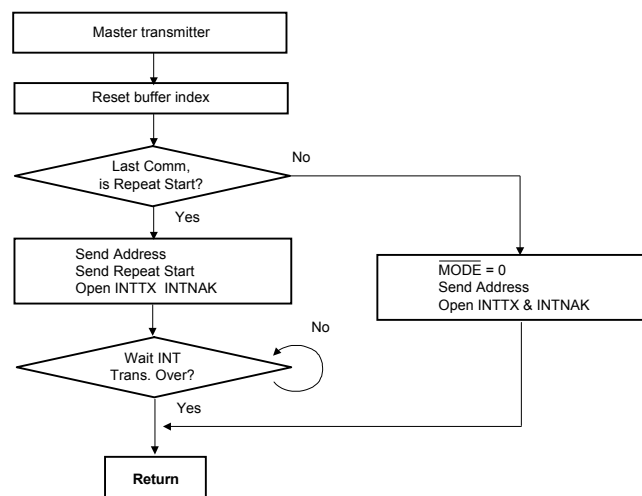 Master transmitter
Reset buffer index
Last Comm,
is Repeat Start?
No
Yes
Send Address
Send Repeat Start
Open INTTX INTNAK
M̅O̅D̅E̅ = 0
Send Address
Open INTTX & INTNAK
No
Wait INT
Trans. Over?
Yes
Return